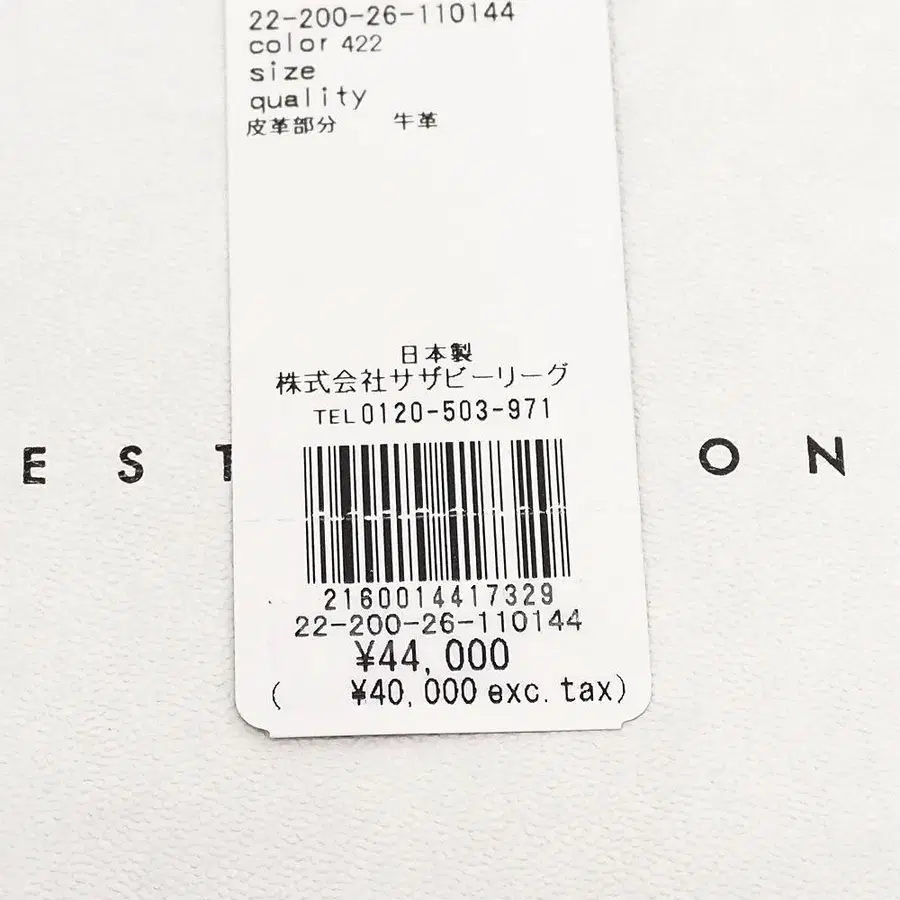 22-200-26-110144
color 422
size
quality
皮革部分 牛革
日本製
株式会社サザビーリーグ
TEL 0120-503-971
EST ON
2160014417329
22-200-26-110144
¥44,000
( ¥40,000 exc. tax)